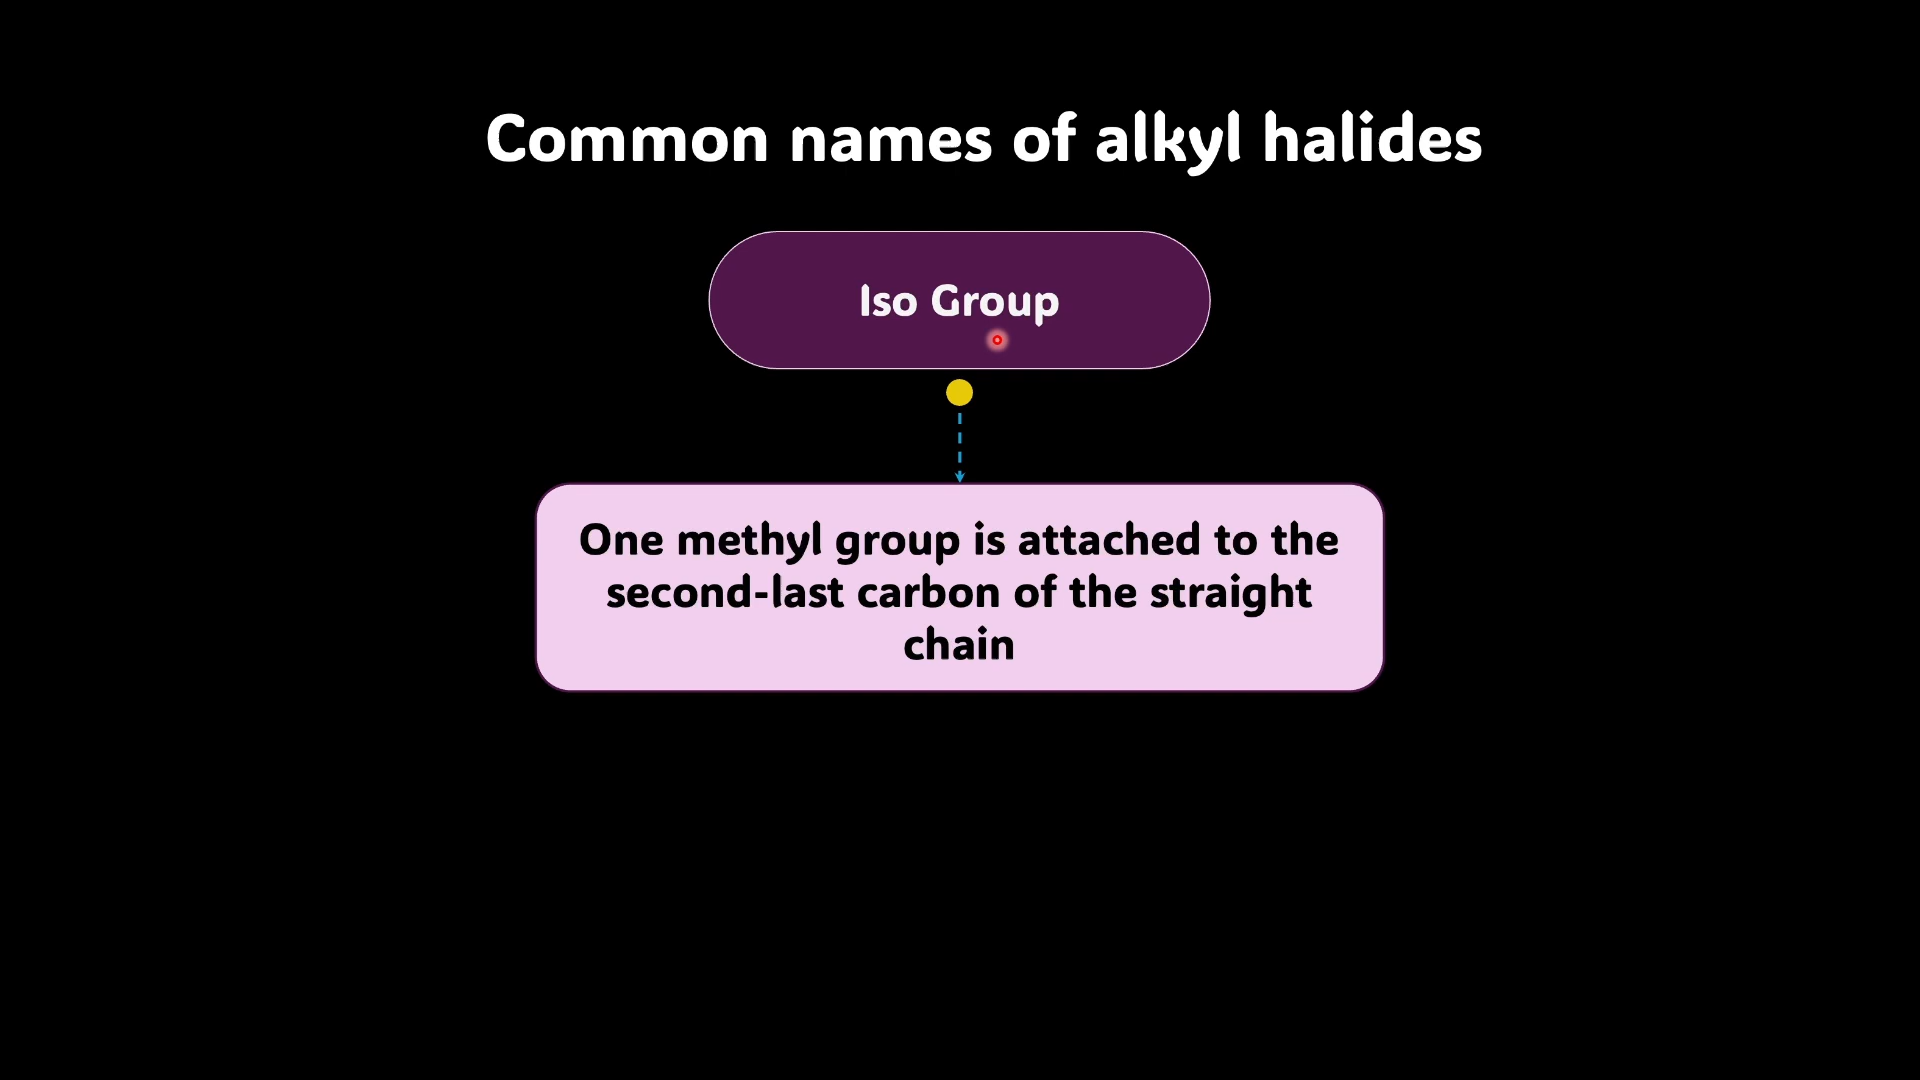 Common names of alkyl halides
Iso Group
One methyl group is attached to the
second-last carbon of the straight
chain